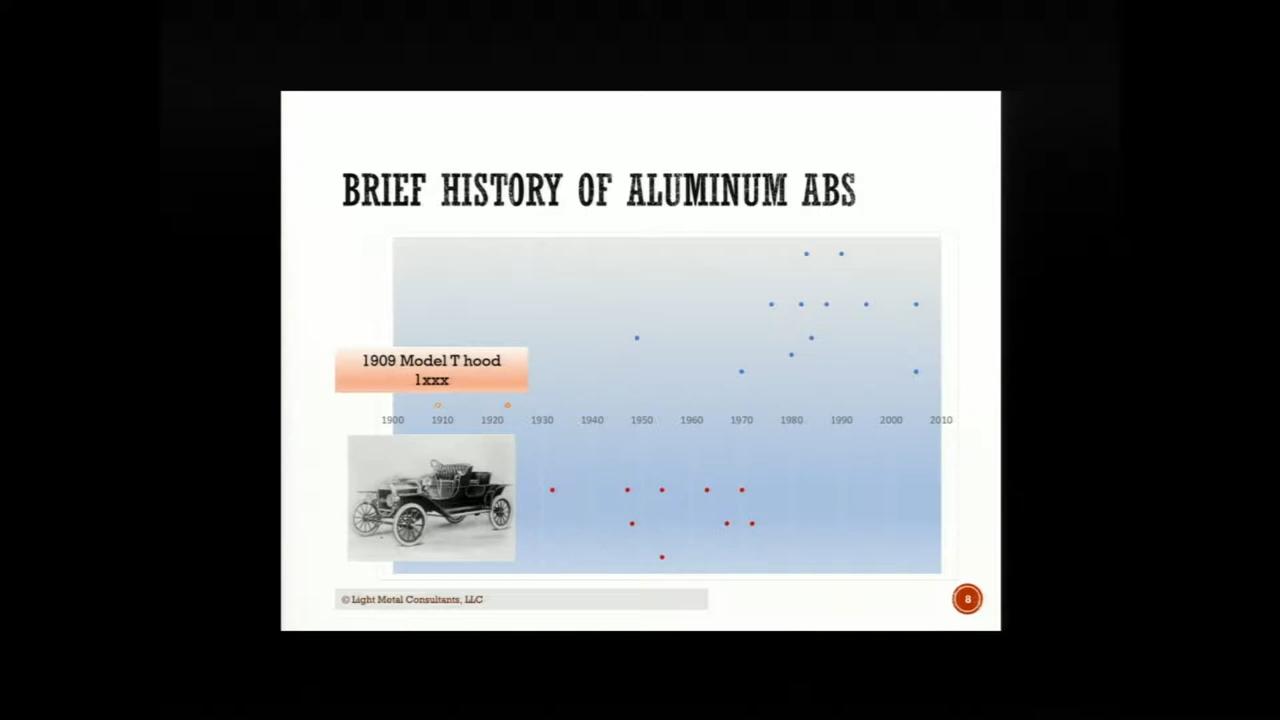 BRIEF HISTORY OF ALUMINUM ABS
1909 Model T hood
1xxx
1900 1910 1920 1930 1940 1950 1960 1970 1980 1990 2000 2010
© Light Metal Consultants, LLC
8